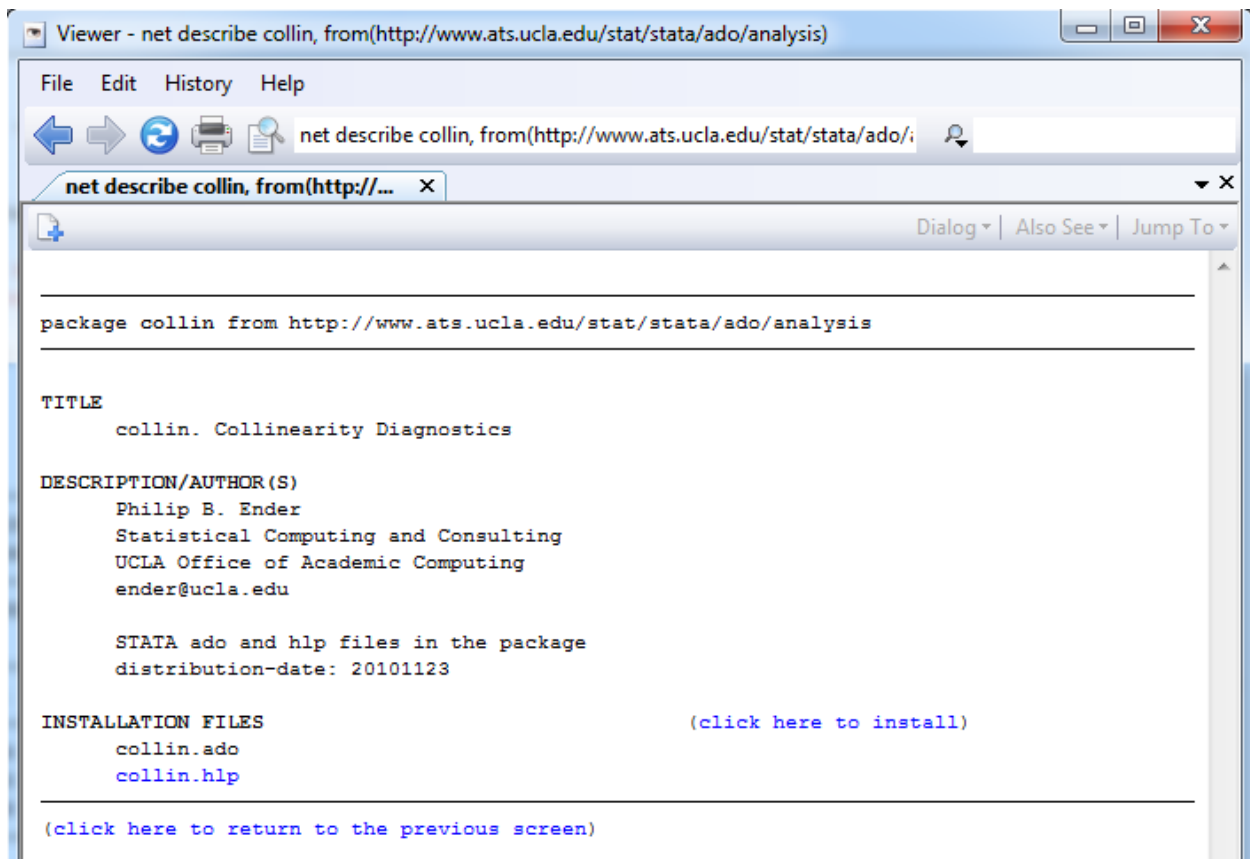 Viewer - net describe collin, from(http://www.ats.ucla.edu/stat/stata/ado/analysis)
File Edit History Help
net describe collin, from(http://www.ats.ucla.edu/stat/stata/ado/
net describe collin, from(http://...
Dialog Also See Jump To
package collin from http://www.ats.ucla.edu/stat/stata/ado/analysis
TITLE
collin. Collinearity Diagnostics
DESCRIPTION/AUTHOR(S)
Philip B. Ender
Statistical Computing and Consulting
UCLA Office of Academic Computing
ender@ucla.edu
STATA ado and hlp files in the package
distribution-date: 20101123
INSTALLATION FILES (click here to install)
collin.ado
collin.hlp
(click here to return to the previous screen)